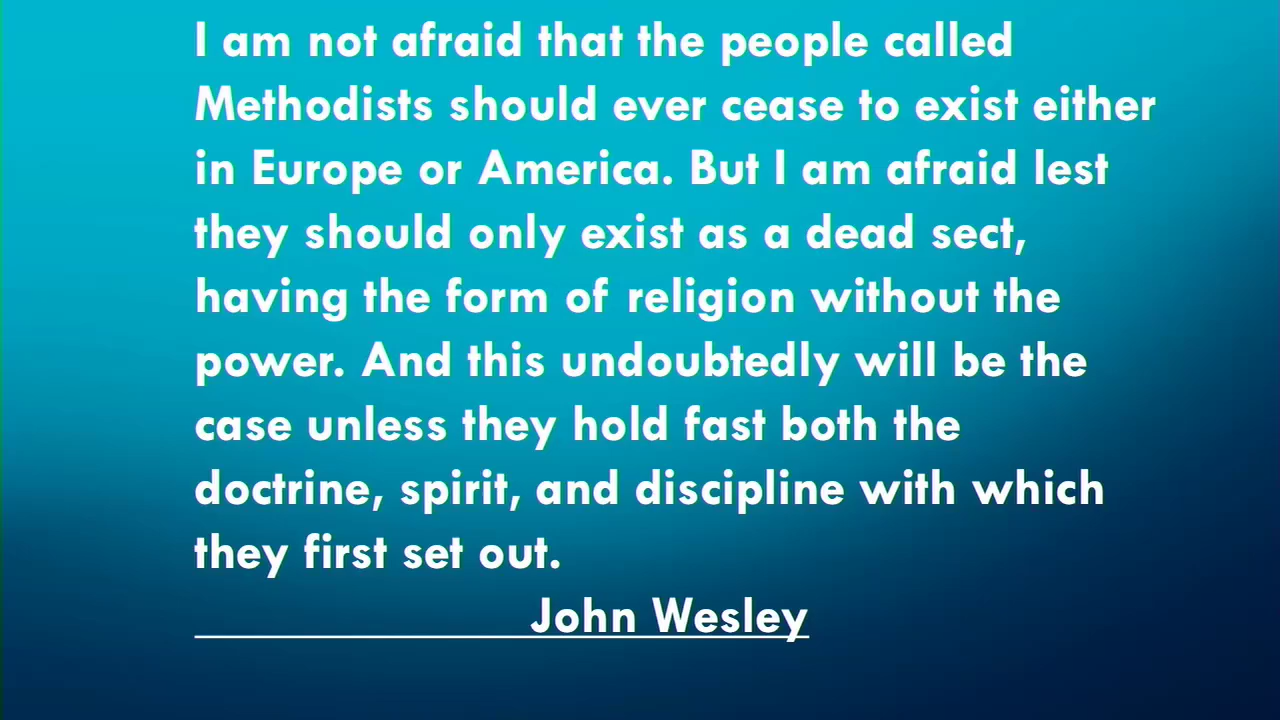 I am not afraid that the people called
Methodists should ever cease to exist either
in Europe or America. But I am afraid lest
they should only exist as a dead sect,
having the form of religion without the
power. And this undoubtedly will be the
case unless they hold fast both the
doctrine, spirit, and discipline with which
they first set out.
John Wesley